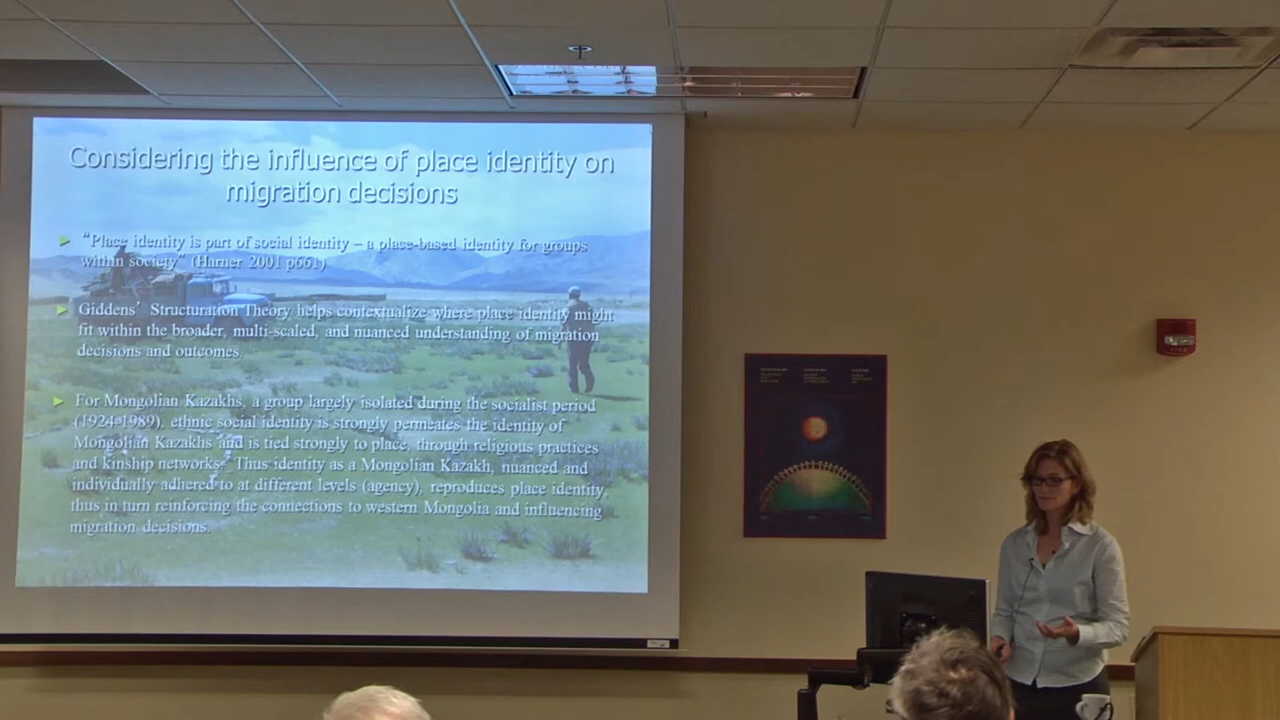 Considering the influence of place identity on
migration decisions
“Place identity is part of social identity – a place-based identity for groups
within society” (Harner 2001 p661)
Giddens’ Structuration Theory helps contextualize where place identity might
fit within the broader, multi-scaled, and nuanced understanding of migration
decisions and outcomes.
For Mongolian Kazakhs, a group largely isolated during the socialist period
(1924-1989), ethnic social identity is strongly permeates the identity of
Mongolian Kazakhs and is tied strongly to place, through religious practices
and kinship networks. Thus identity as a Mongolian Kazakh, nuanced and
individually adhered to at different levels (agency), reproduces place identity,
thus in turn reinforcing the connections to western Mongolia and influencing
migration decisions.
FIRE